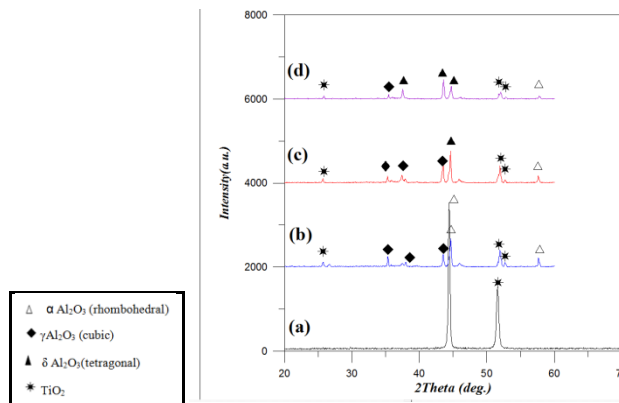 8000
(d)
6000
(c)
4000
(b)
2000
(a)
0
Intensity(a.u.)
20
30
40
50
60
70
2Theta (deg.)
△ α Al₂O₃ (rhombohedral)
◆ γAl₂O₃ (cubic)
▲ δ Al₂O₃(tetragonal)
✷ TiO₂